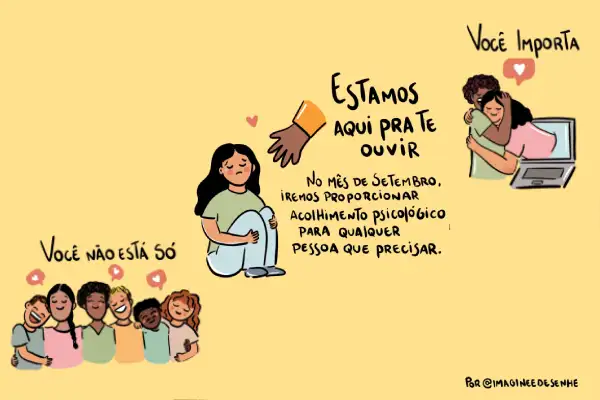 VOCÊ IMPORTA
ESTAMOS
AQUI PRA TE
OUVIR
NO MÊS DE SETEMBRO,
IREMOS PROPORCIONAR
ACOLHIMENTO PSICOLÓGICO
PARA QUALQUER
PESSOA QUE PRECISAR.
VOCÊ NÃO ESTÁ SÓ
POR @IMAGINEEDESENHE